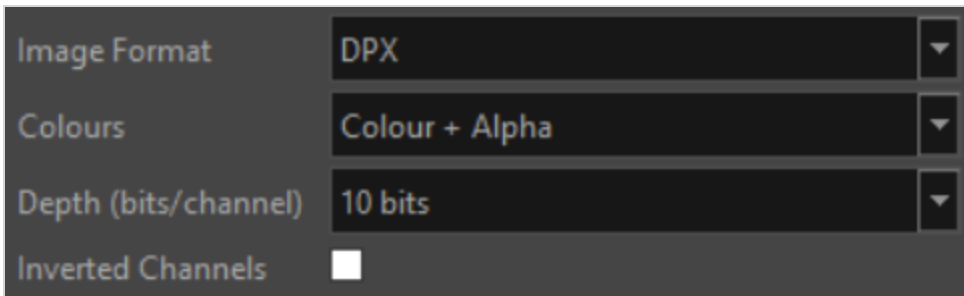 Image Format DPX
Colours Colour + Alpha
Depth (bits/channel) 10 bits
Inverted Channels